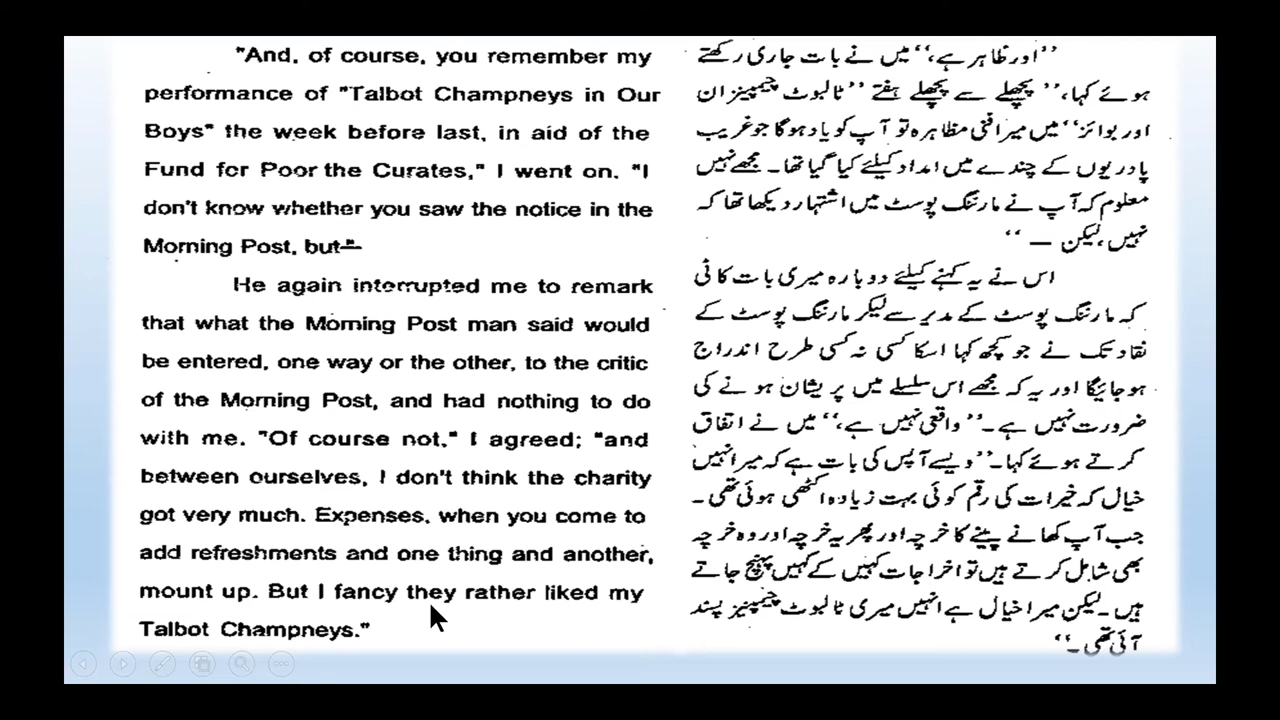 "And, of course, you remember my
performance of "Talbot Champneys in Our
Boys" the week before last, in aid of the
Fund for Poor the Curates," I went on. "I
don't know whether you saw the notice in the
Morning Post, but"—
He again interrupted me to remark
that what the Morning Post man said would
be entered, one way or the other, to the critic
of the Morning Post, and had nothing to do
with me. "Of course not," I agreed; "and
between ourselves, I don't think the charity
got very much. Expenses, when you come to
add refreshments and one thing and another,
mount up. But I fancy they rather liked my
Talbot Champneys."
’’اور ظاہر ہے،‘‘ میں نے بات جاری رکھتے
ہوئے کہا، ’’پچھلے سے پچھلے ہفتے ’’ٹالبوٹ چیمپینز ان
اور بوائز‘‘ میں میرا فنی مظاہرہ تو آپ کو یاد ہوگا جو غریب
پادریوں کے چندے میں امداد کیلئے کیا گیا تھا۔ مجھے نہیں
معلوم کہ آپ نے مارننگ پوسٹ میں اشتہار دیکھا تھا کہ
نہیں، لیکن — ‘‘
اس نے یہ کہنے کیلئے دوبارہ میری بات کاٹی
کہ مارننگ پوسٹ کے مدیر سے لیکر مارننگ پوسٹ کے
نقاد تک نے جو کچھ کہا اسکا کسی نہ کسی طرح اندراج
ہوجائیگا اور یہ کہ مجھے اس سلسلے میں پریشان ہونے کی
ضرورت نہیں ہے۔ ’’واقعی نہیں ہے،‘‘ میں نے اتفاق
کرتے ہوئے کہا۔ ’’ویسے آپس کی بات ہے کہ میرا نہیں
خیال کہ خیرات کی رقم کوئی بہت زیادہ اکٹھی ہوئی تھی۔
جب آپ کھانے پینے کا خرچہ اور پھر یہ خرچہ اور وہ خرچہ
بھی شامل کرتے ہیں تو اخراجات کہیں کے کہیں پہنچ جاتے
ہیں۔ لیکن میرا خیال ہے انہیں میری ٹالبوٹ چیمپنیز پسند
آئی تھی۔‘‘